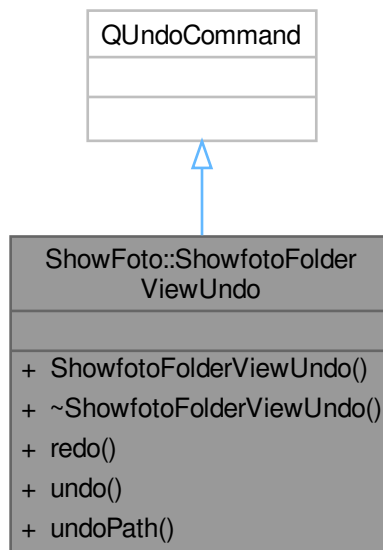 QUndoCommand
ShowFoto::ShowfotoFolder
ViewUndo
+ ShowfotoFolderViewUndo()
+ ~ShowfotoFolderViewUndo()
+ redo()
+ undo()
+ undoPath()